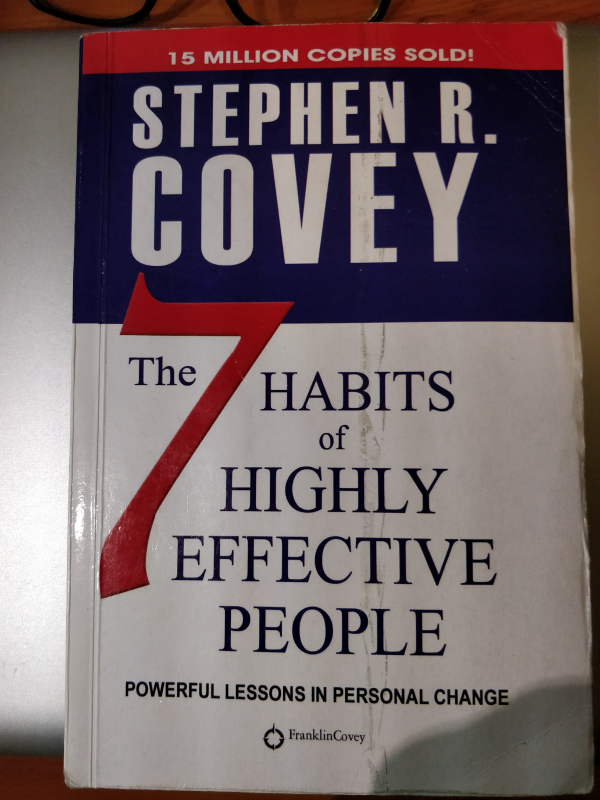 15 MILLION COPIES SOLD!
STEPHEN R.
COVEY
The 7 HABITS
of
HIGHLY
EFFECTIVE
PEOPLE
POWERFUL LESSONS IN PERSONAL CHANGE
FranklinCovey